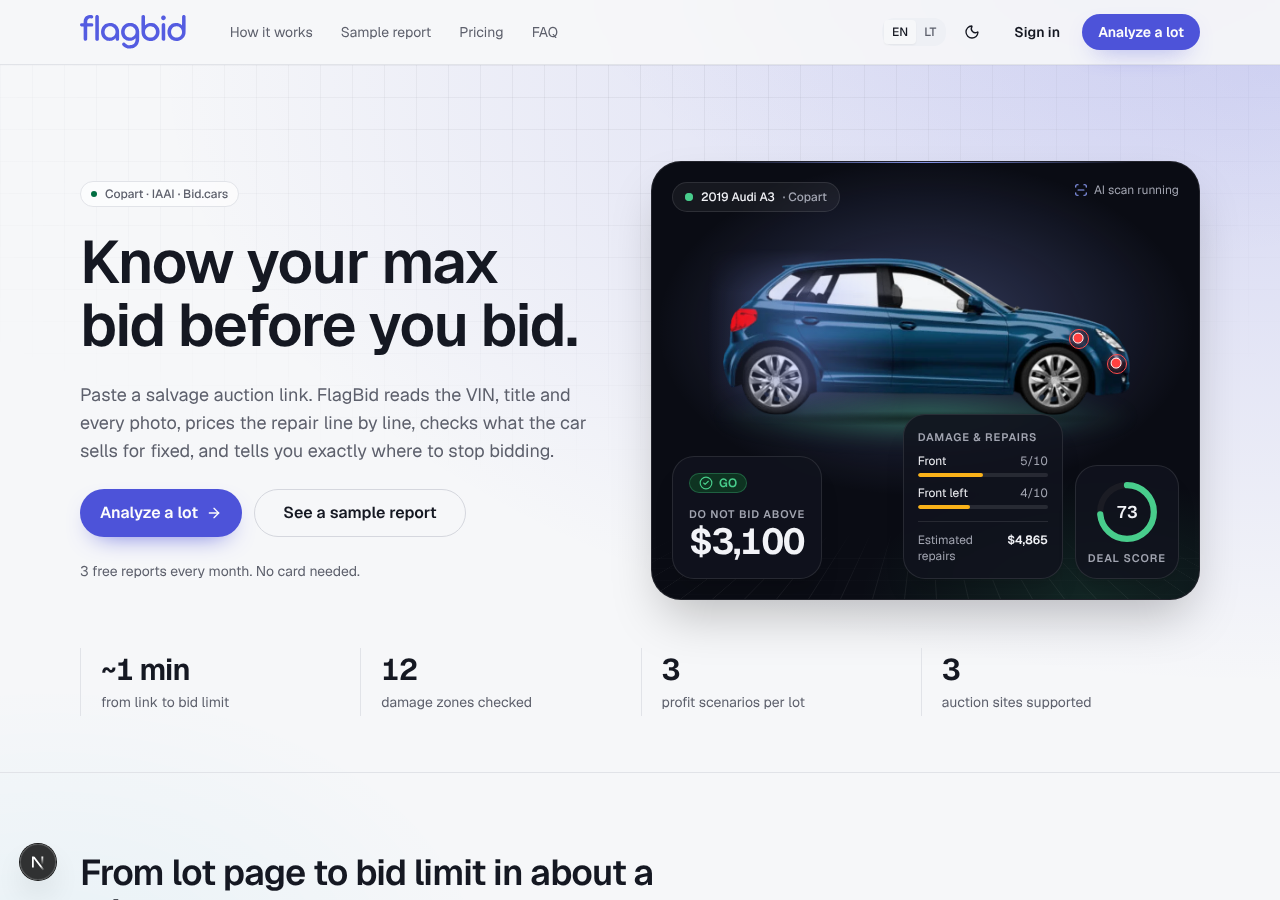 flagbid
How it works
Sample report
Pricing
FAQ
EN
LT
Sign in
Analyze a lot
Copart · IAAI · Bid.cars
Know your max
bid before you bid.
Paste a salvage auction link. FlagBid reads the VIN, title and
every photo, prices the repair line by line, checks what the car
sells for fixed, and tells you exactly where to stop bidding.
Analyze a lot →
See a sample report
3 free reports every month. No card needed.
2019 Audi A3 · Copart
AI scan running
GO
DO NOT BID ABOVE
$3,100
DAMAGE & REPAIRS
Front 5/10
Front left 4/10
Estimated $4,865
repairs
73
DEAL SCORE
~1 min
from link to bid limit
12
damage zones checked
3
profit scenarios per lot
3
auction sites supported
N
From lot page to bid limit in about a